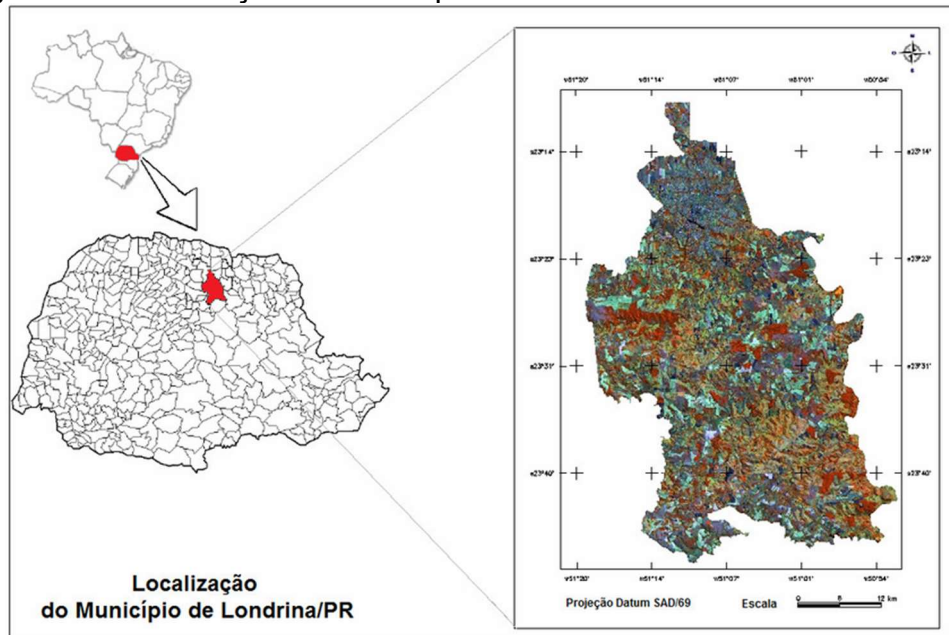 w51°20' w51°14' w51°07' w51°01' w50°54'
s23°14' s23°14'
s23°23' s23°23'
s23°31' s23°31'
s23°40' s23°40'
w51°20' w51°14' w51°07' w51°01' w50°54'
Localização
do Município de Londrina/PR
Projeção Datum SAD/69 Escala 0 6 12 km